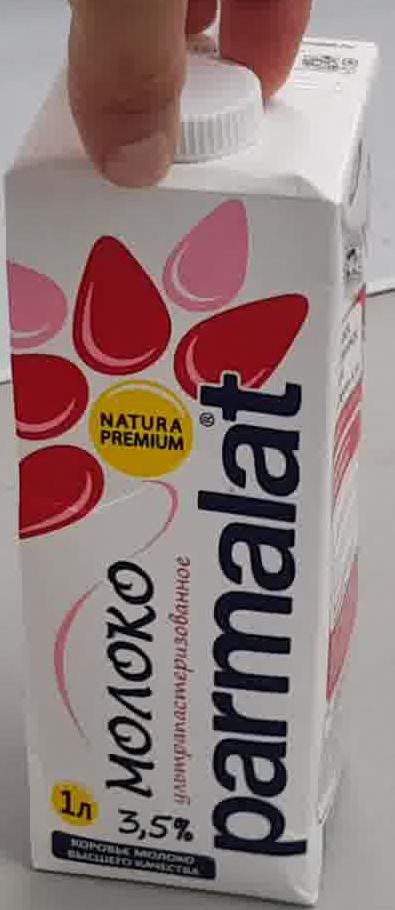 NATURA
PREMIUM
parmalat®
МОЛОКО
ультрапастеризованное
1л
3,5%
КОРОВЬЕ МОЛОКО
ВЫСШЕГО КАЧЕСТВА